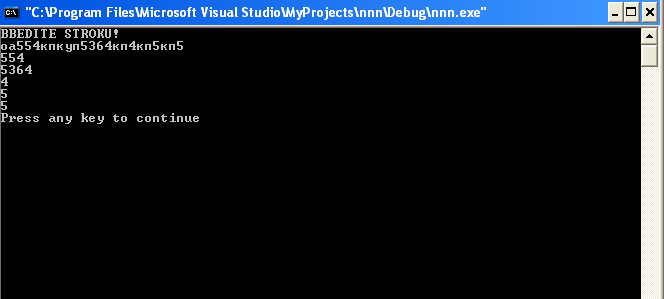 "C:\Program Files\Microsoft Visual Studio\MyProjects\nnn\Debug\nnn.exe"
BBEDITE STROKU!
оа554кпкуп5364кп4кп5кп5
554
5364
4
5
5
Press any key to continue